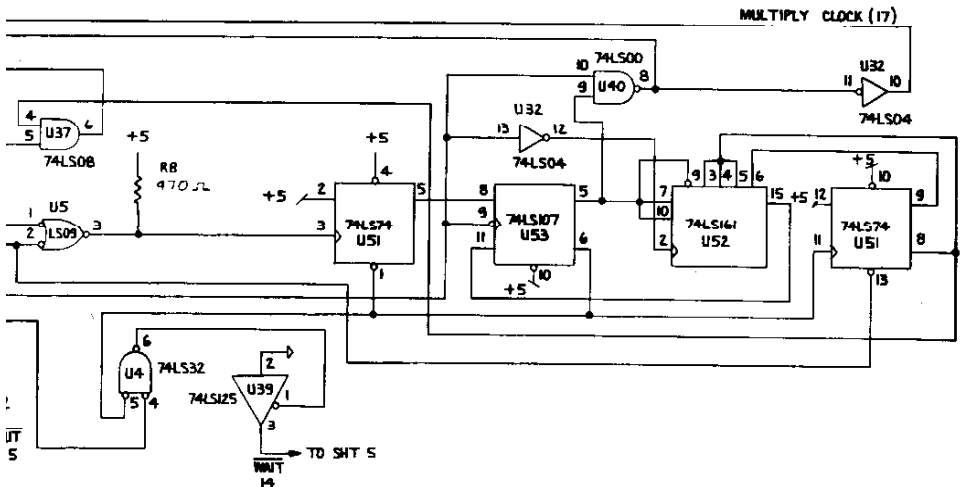 MULTIPLY CLOCK (17)
74LS00
10
9
U40
8
U32
11
10
74LS04
4
5
U37
6
74LS08
+5
R8
470Ω
U32
13
12
74LS04
+5
4
+5
2
5
74LS74
U51
3
1
8
9
11
74LS107
U53
5
6
10
+5
9
3
4
5
6
7
10
2
74LS161
U52
15
+5
10
+5
12
9
74LS74
U51
11
8
13
U5
1
2
LS09
3
6
U4
74LS32
5
4
2
U39
74LS125
1
3
WAIT
14
TO SHT 5
5